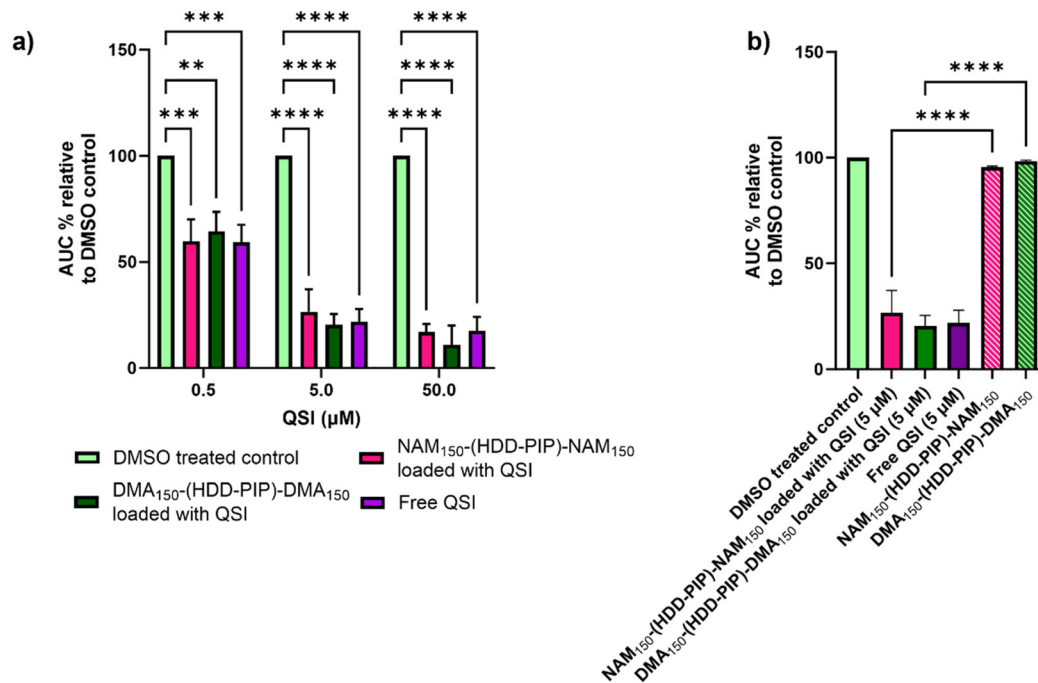 a)
AUC % relative
to DMSO control
150
100
50
0
***
**
***
****
****
****
****
****
****
0.5
5.0
50.0
QSI (µM)
DMSO treated control
NAM150-(HDD-PIP)-NAM150
loaded with QSI
DMA150-(HDD-PIP)-DMA150
loaded with QSI
Free QSI
b)
AUC % relative
to DMSO control
150
100
50
0
****
****
DMSO treated control
NAM150-(HDD-PIP)-NAM150 loaded with QSI (5 µM)
DMA150-(HDD-PIP)-DMA150 loaded with QSI (5 µM)
Free QSI (5 µM)
NAM150-(HDD-PIP)-NAM150
DMA150-(HDD-PIP)-DMA150